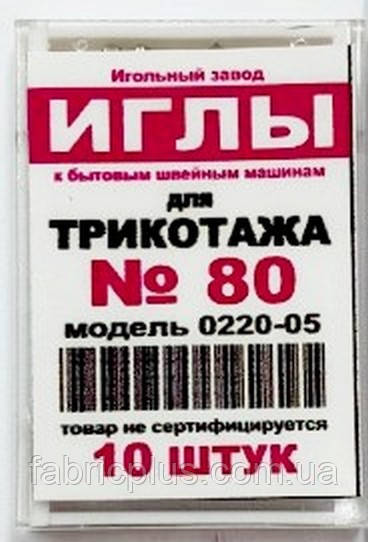 Игольный завод
ИГЛЫ
к бытовым швейным машинам
для
ТРИКОТАЖА
№ 80
модель 0220-05
товар не сертифицируется
10 ШТУК
fabricplus.com.ua